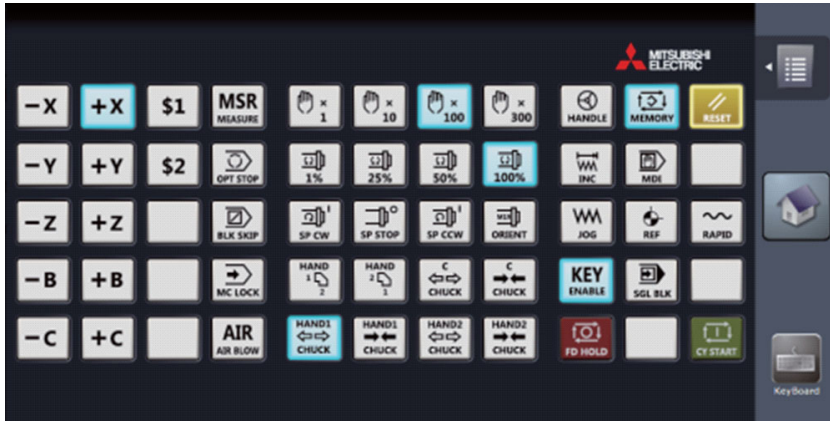 MITSUBISHI
ELECTRIC
−X +X $1 MSR MEASURE × 1 × 10 × 100 × 300 HANDLE MEMORY RESET
−Y +Y $2 OPT STOP 1% 25% 50% 100% INC MDI
−Z +Z BLK SKIP SP CW SP STOP SP CCW ORIENT JOG REF RAPID
−B +B MC LOCK HAND 1 2 HAND 2 1 C CHUCK C CHUCK KEY ENABLE SGL BLK
−C +C AIR AIR BLOW HAND1 CHUCK HAND1 CHUCK HAND2 CHUCK HAND2 CHUCK FD HOLD CY START
KeyBoard